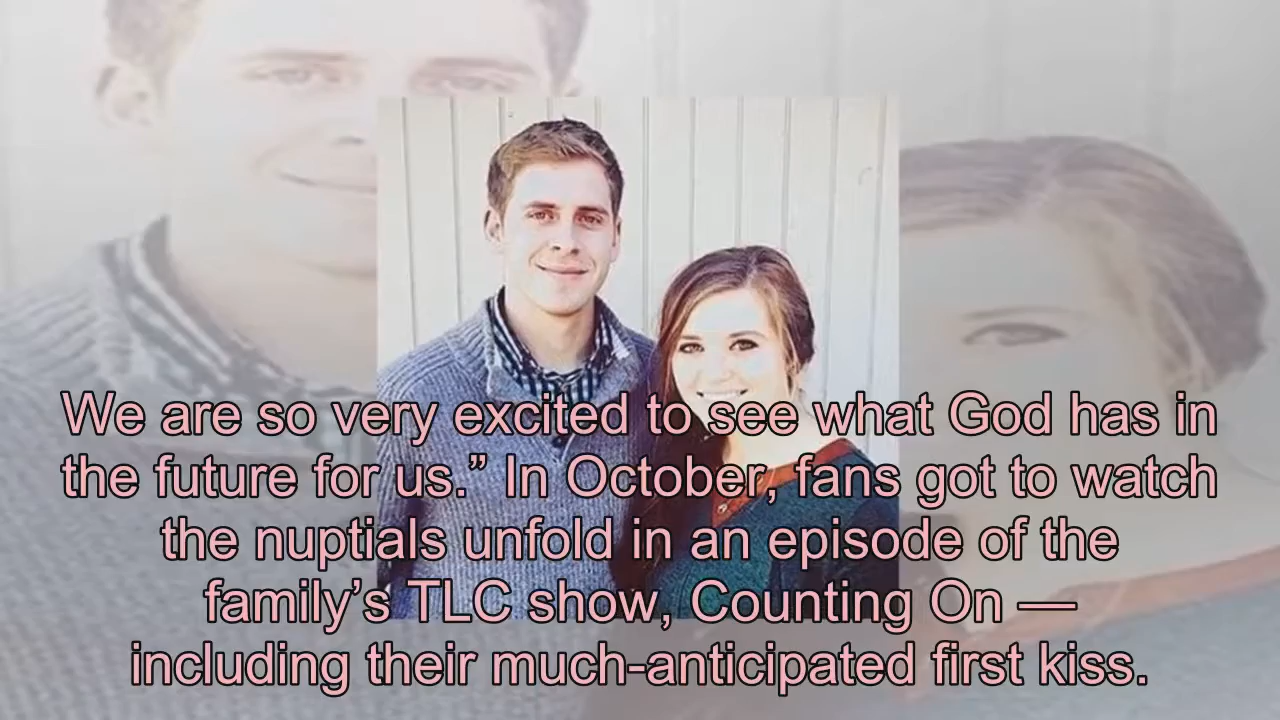 We are so very excited to see what God has in
the future for us.” In October, fans got to watch
the nuptials unfold in an episode of the
family’s TLC show, Counting On —
including their much-anticipated first kiss.